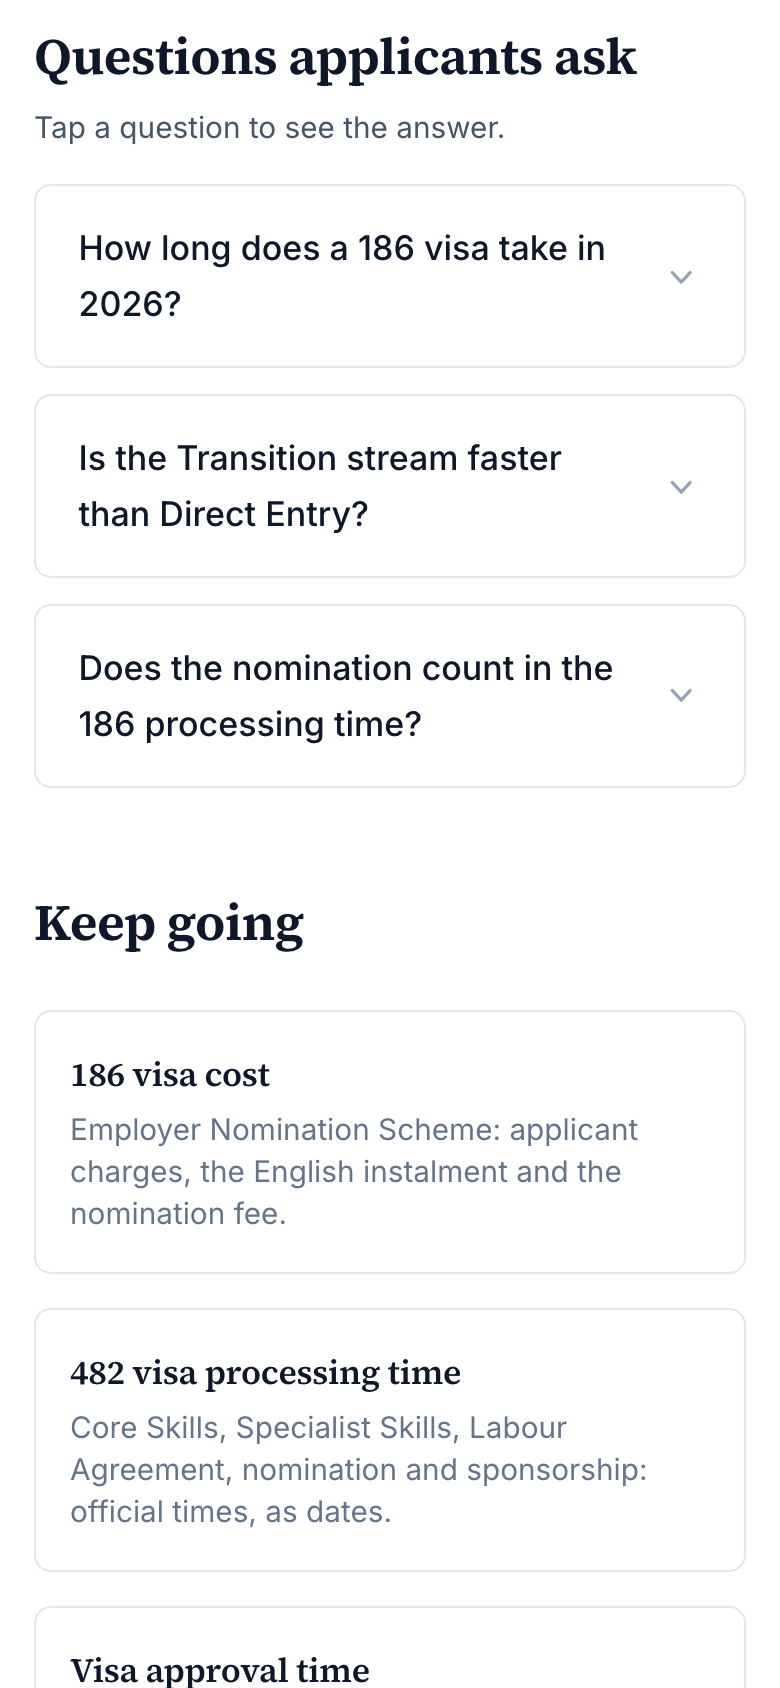 Questions applicants ask
Tap a question to see the answer.
How long does a 186 visa take in
2026?
Is the Transition stream faster
than Direct Entry?
Does the nomination count in the
186 processing time?
Keep going
186 visa cost
Employer Nomination Scheme: applicant
charges, the English instalment and the
nomination fee.
482 visa processing time
Core Skills, Specialist Skills, Labour
Agreement, nomination and sponsorship:
official times, as dates.
Visa approval time